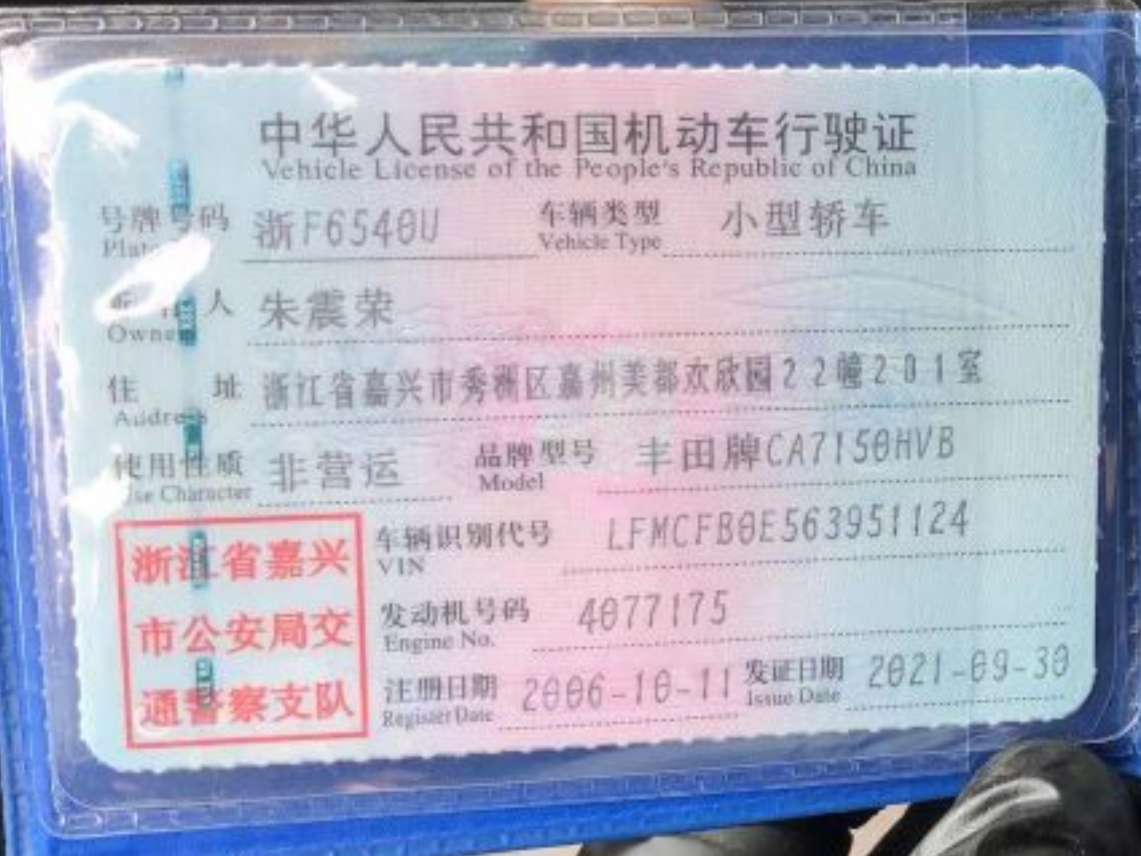 中华人民共和国机动车行驶证
Vehicle License of the People's Republic of China
号牌号码 浙F6540U 车辆类型 小型轿车
Plate Vehicle Type
人 朱震荣
Owner
住 址 浙江省嘉兴市秀洲区嘉州美都欢欣园22幢201室
Address
使用性质 非营运 品牌型号 丰田牌CA7150HVB
Use Character Model
车辆识别代号 LFMCFB0E563951124
VIN
发动机号码 4077175
Engine No.
注册日期 2006-10-11 发证日期 2021-09-30
Register Date Issue Date
浙江省嘉兴
市公安局交
通警察支队